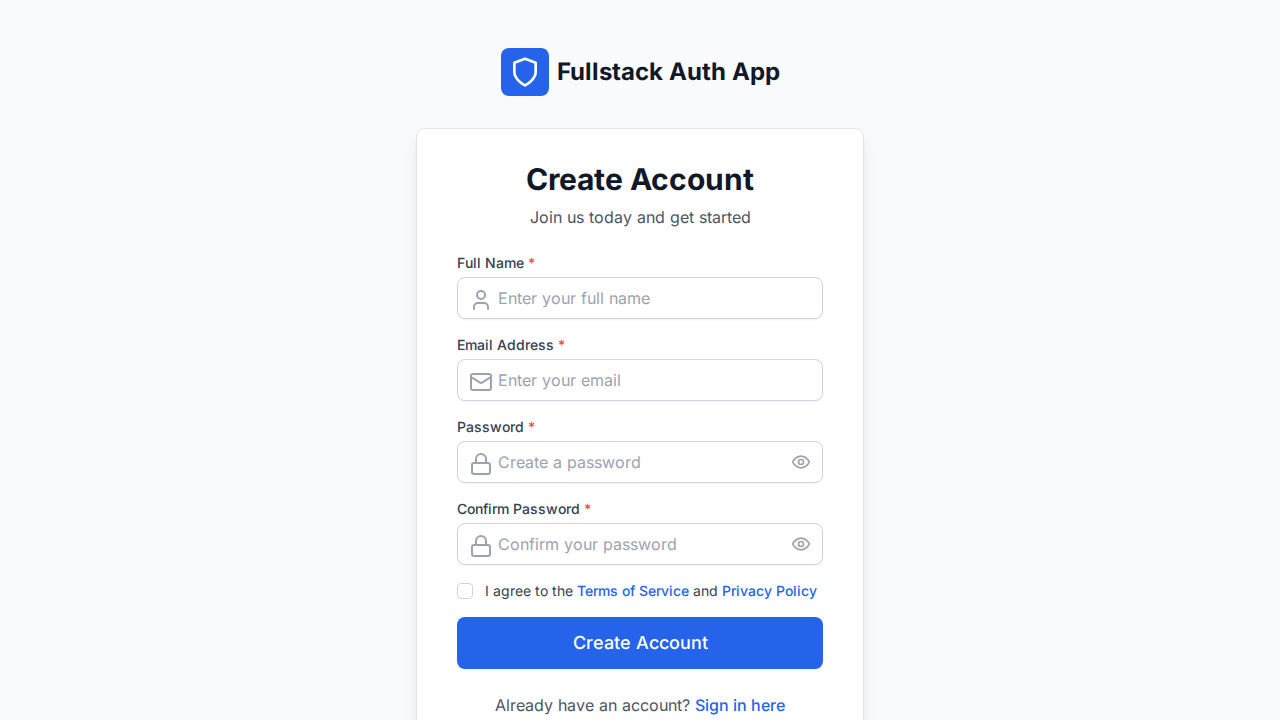 Fullstack Auth App
Create Account
Join us today and get started
Full Name *
Enter your full name
Email Address *
Enter your email
Password *
Create a password
Confirm Password *
Confirm your password
I agree to the Terms of Service and Privacy Policy
Create Account
Already have an account? Sign in here